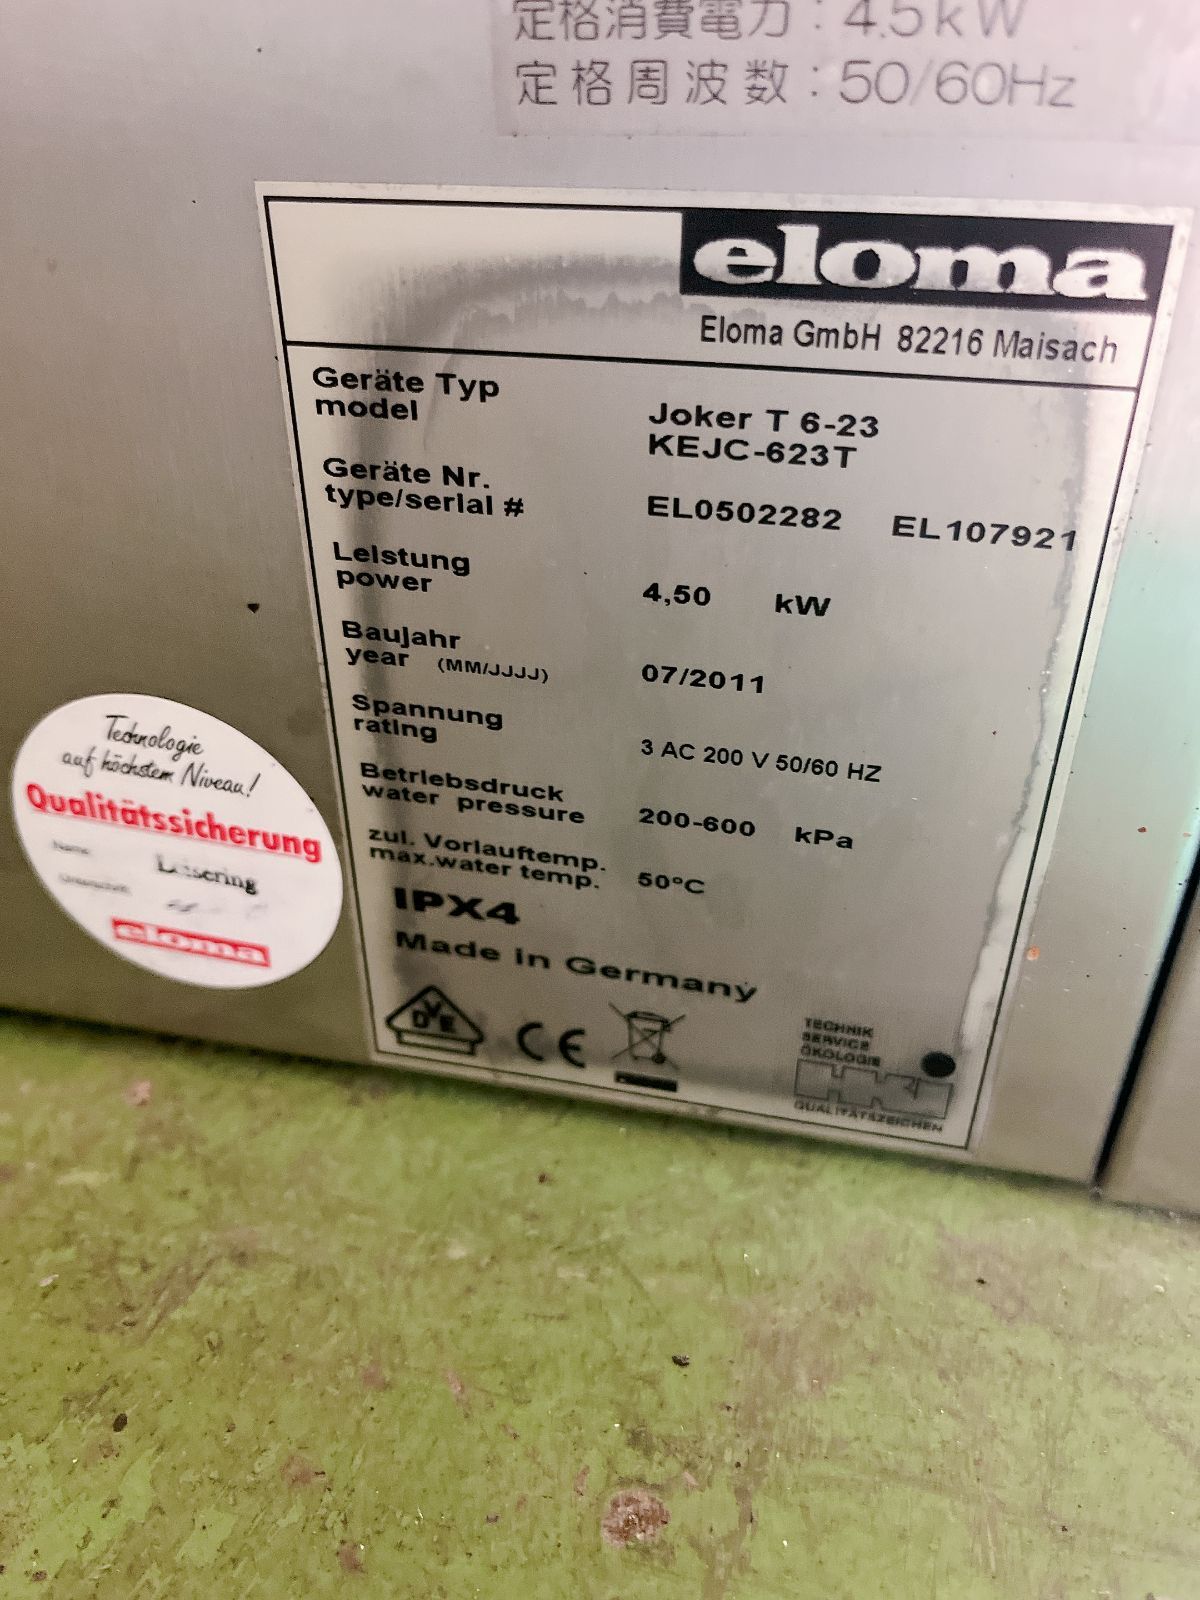 定格消費電力：4.5kW
定格周波数：50/60Hz
eloma
Eloma GmbH 82216 Maisach
Geräte Typ
model
Joker T 6-23
KEJC-623T
Geräte Nr.
type/serial #
EL0502282 EL107921
Leistung
power
4,50 kW
Baujahr
year (MM/JJJJ)
07/2011
Spannung
rating
3 AC 200 V 50/60 HZ
Betriebsdruck
water pressure
200-600 kPa
zul. Vorlauftemp.
max.water temp.
50°C
IPX4
Made in Germany
DVE
CE
TECHNIK
SERVICE
ÖKOLOGIE
HKI
QUALITÄTSZEICHEN
Technologie
auf höchstem Niveau!
Qualitätssicherung
Name
eloma